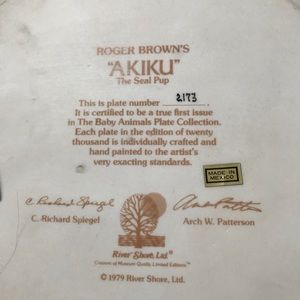 ROGER BROWN'S
"AKIKU"
The Seal Pup
This is plate number 2173
It is certified to be a true first issue
in The Baby Animals Plate Collection.
Each plate in the edition of twenty
thousand is individually crafted and
hand painted to the artist's
very exacting standards.
MADE IN
MEXICO
C. Richard Spiegel
C. Richard Spiegel
Arch W. Patterson
River Shore, Ltd.®
Creators of Museum Quality Limited Editions™
© 1979 River Shore, Ltd.